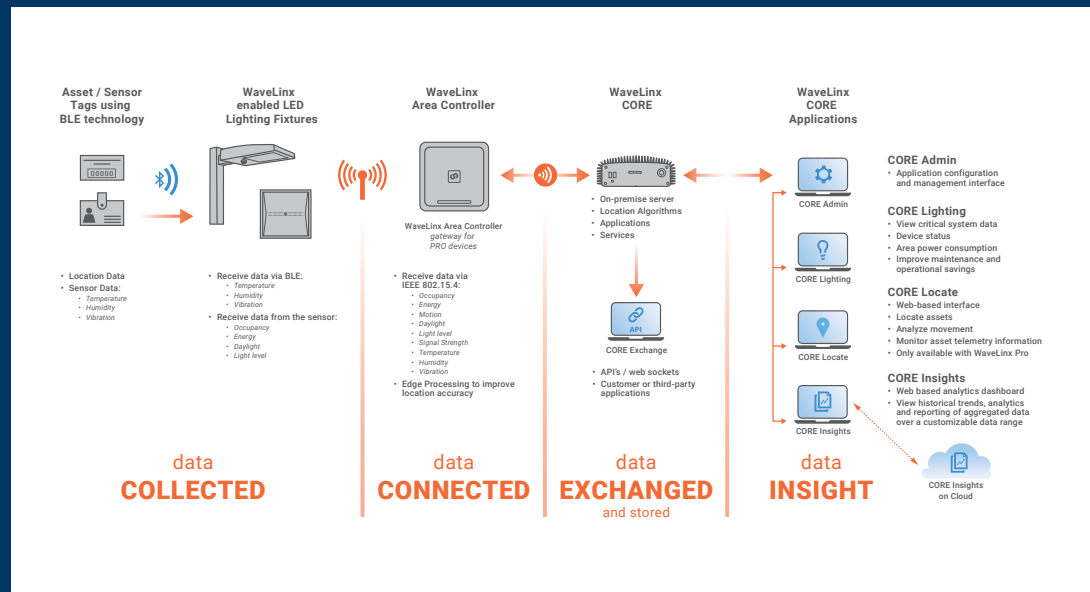 Asset / Sensor
Tags using
BLE technology
WaveLinx
enabled LED
Lighting Fixtures
WaveLinx
Area Controller
WaveLinx
CORE
WaveLinx
CORE
Applications
00000
WaveLinx Area Controller
gateway for
PRO devices
• On-premise server
• Location Algorithms
• Applications
• Services
• Location Data
• Sensor Data:
• Temperature
• Humidity
• Vibration
• Receive data via BLE:
• Temperature
• Humidity
• Vibration
• Receive data from the sensor:
• Occupancy
• Energy
• Daylight
• Light level
• Receive data via
IEEE 802.15.4:
• Occupancy
• Energy
• Motion
• Daylight
• Light level
• Signal Strength
• Temperature
• Humidity
• Vibration
• Edge Processing to improve
location accuracy
API
CORE Exchange
• API's / web sockets
• Customer or third-party
applications
CORE Admin
CORE Lighting
CORE Locate
CORE Insights
CORE Admin
• Application configuration
and management interface
CORE Lighting
• View critical system data
• Device status
• Area power consumption
• Improve maintenance and
operational savings
CORE Locate
• Web-based interface
• Locate assets
• Analyze movement
• Monitor asset telemetry information
• Only available with WaveLinx Pro
CORE Insights
• Web based analytics dashboard
• View historical trends, analytics
and reporting of aggregated data
over a customizable data range
CORE Insights
on Cloud
data
COLLECTED
data
CONNECTED
data
EXCHANGED
and stored
data
INSIGHT